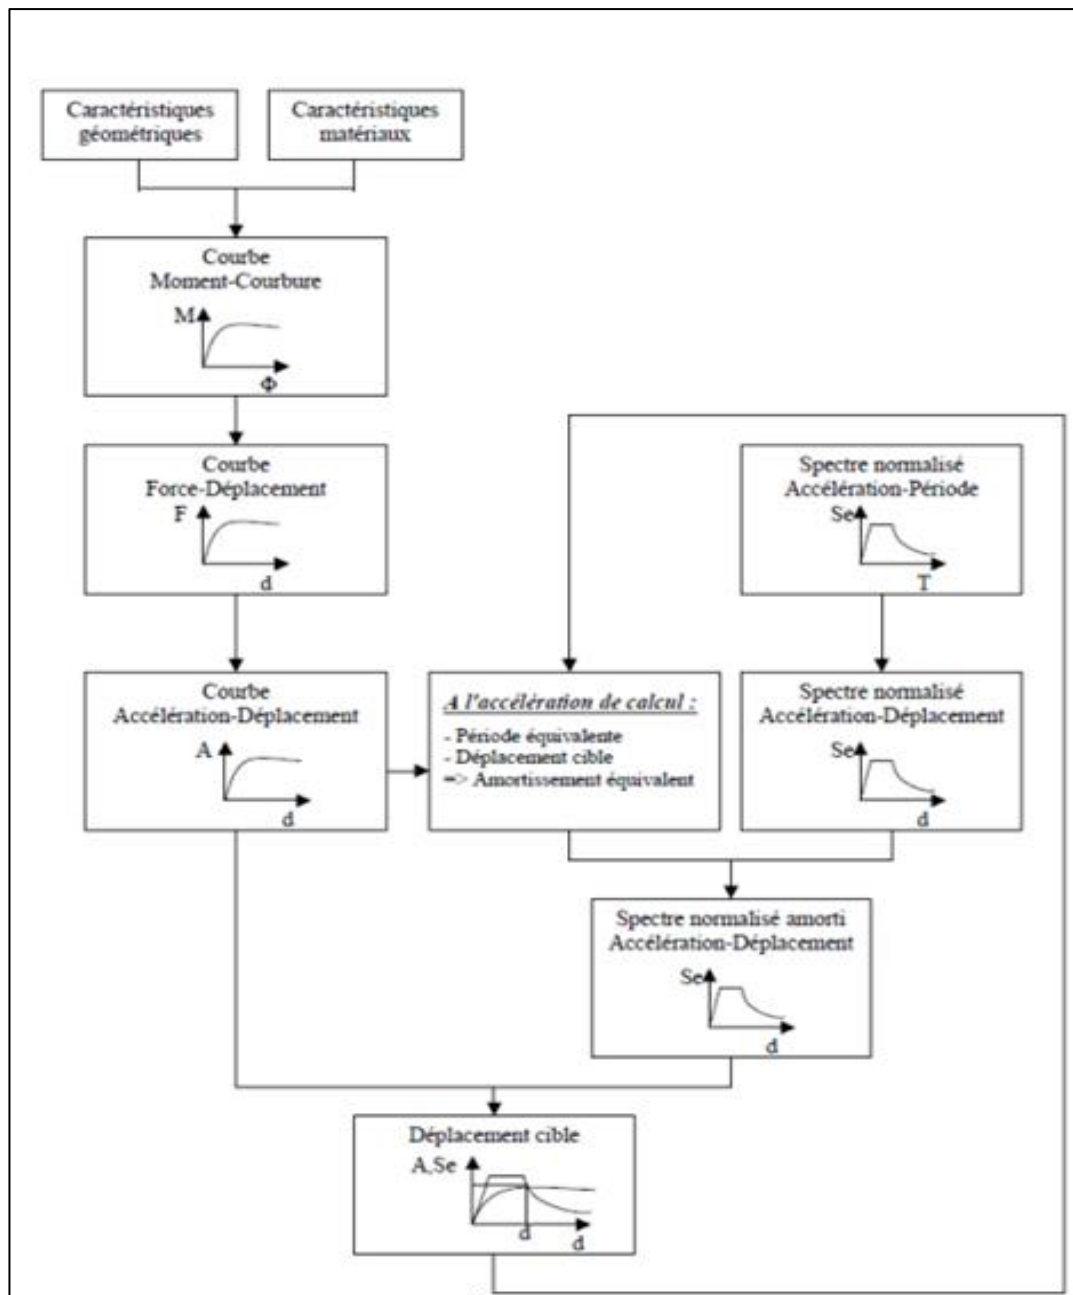 Caractéristiques
géométriques
Caractéristiques
matériaux
Courbe
Moment-Courbure
M
Φ
Courbe
Force-Déplacement
F
d
Spectre normalisé
Accélération-Période
Se
T
Courbe
Accélération-Déplacement
A
d
A l'accélération de calcul :
- Période équivalente
- Déplacement cible
=> Amortissement équivalent
Spectre normalisé
Accélération-Déplacement
Se
d
Spectre normalisé amorti
Accélération-Déplacement
Se
d
Déplacement cible
A,Se
d
d